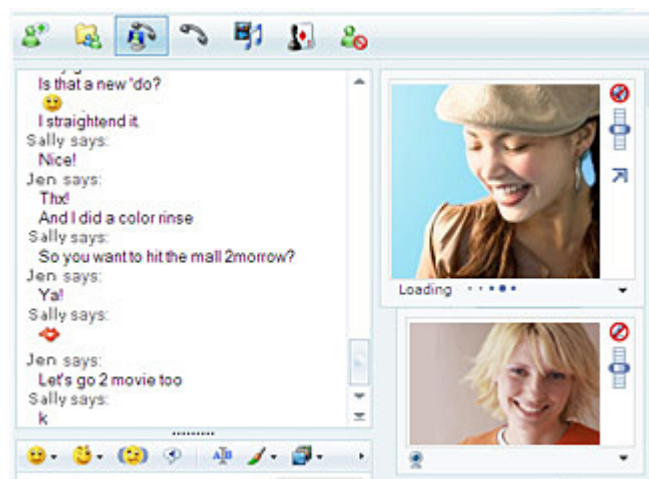 Is that a new 'do?
I straightend it.
Sally says:
Nice!
Jen says:
Thx!
And I did a color rinse
Sally says:
So you want to hit the mall 2morrow?
Jen says:
Ya!
Sally says:
Jen says:
Let's go 2 movie too
Sally says:
k
Loading